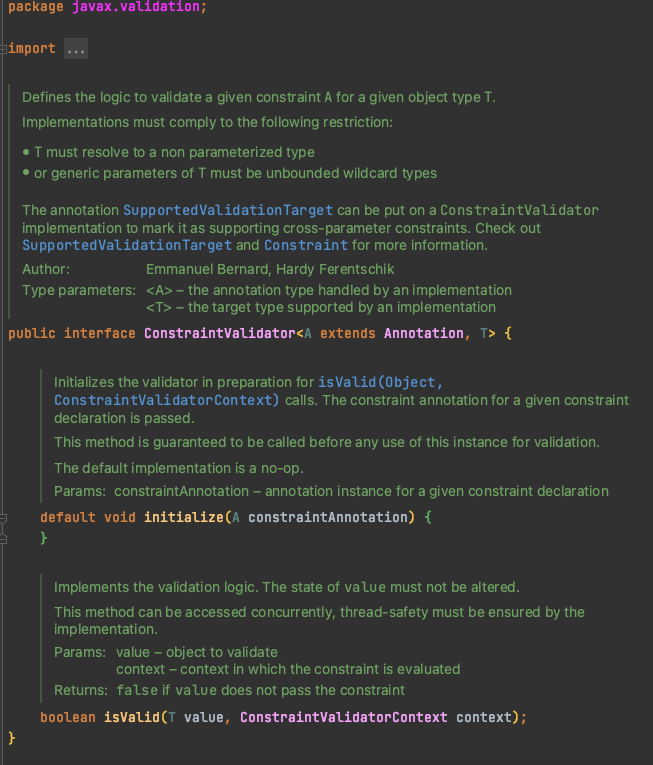 package javax.validation;
import ...
Defines the logic to validate a given constraint A for a given object type T.
Implementations must comply to the following restriction:
• T must resolve to a non parameterized type
• or generic parameters of T must be unbounded wildcard types
The annotation SupportedValidationTarget can be put on a ConstraintValidator
implementation to mark it as supporting cross-parameter constraints. Check out
SupportedValidationTarget and Constraint for more information.
Author: Emmanuel Bernard, Hardy Ferentschik
Type parameters: <A> – the annotation type handled by an implementation
<T> – the target type supported by an implementation
public interface ConstraintValidator<A extends Annotation, T> {
Initializes the validator in preparation for isValid(Object,
ConstraintValidatorContext) calls. The constraint annotation for a given constraint
declaration is passed.
This method is guaranteed to be called before any use of this instance for validation.
The default implementation is a no-op.
Params: constraintAnnotation – annotation instance for a given constraint declaration
default void initialize(A constraintAnnotation) {
}
Implements the validation logic. The state of value must not be altered.
This method can be accessed concurrently, thread-safety must be ensured by the
implementation.
Params: value – object to validate
context – context in which the constraint is evaluated
Returns: false if value does not pass the constraint
boolean isValid(T value, ConstraintValidatorContext context);
}